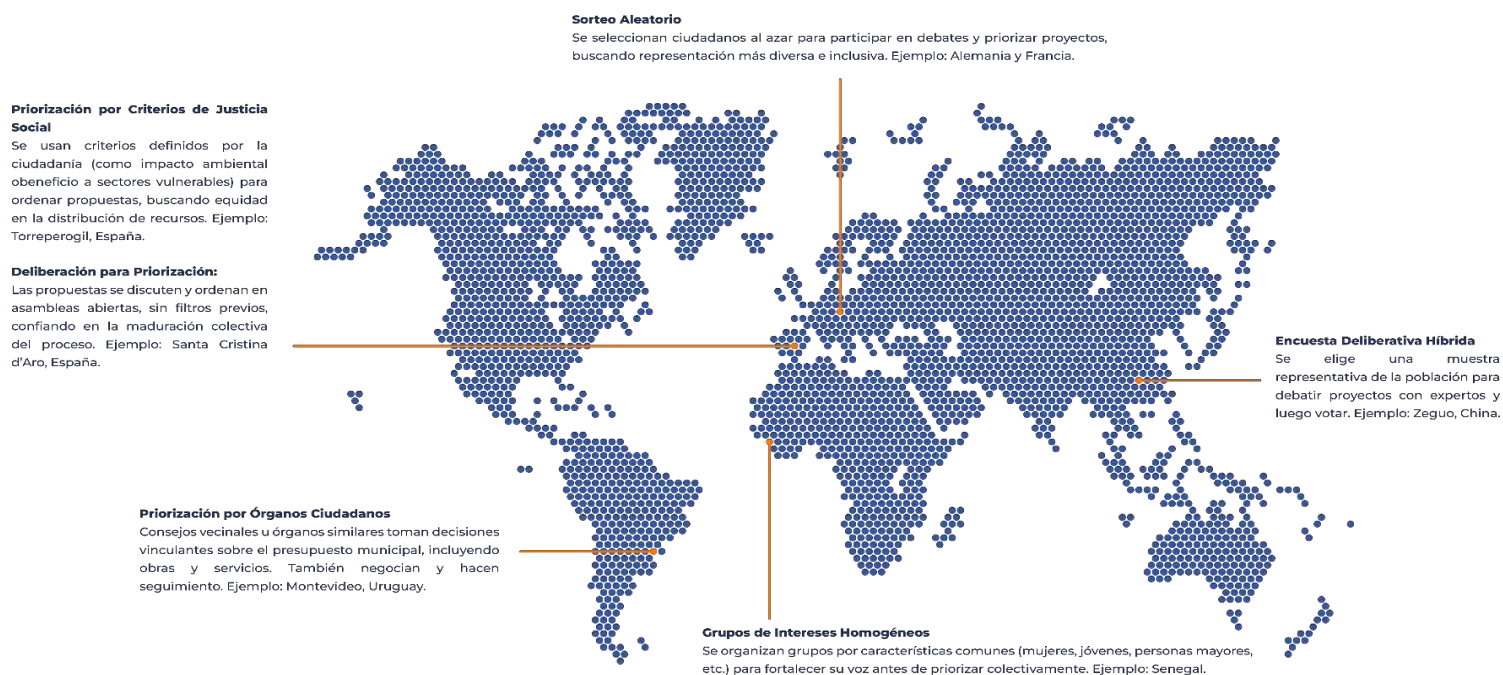 Sorteo Aleatorio
Se seleccionan ciudadanos al azar para participar en debates y priorizar proyectos,
buscando representación más diversa e inclusiva. Ejemplo: Alemania y Francia.
Priorización por Criterios de Justicia
Social
Se usan criterios definidos por la
ciudadanía (como impacto ambiental
obeneficio a sectores vulnerables) para
ordenar propuestas, buscando equidad
en la distribución de recursos. Ejemplo:
Torreperogil, España.
Deliberación para Priorización:
Las propuestas se discuten y ordenan en
asambleas abiertas, sin filtros previos,
confiando en la maduración colectiva
del proceso. Ejemplo: Santa Cristina
d’Aro, España.
Encuesta Deliberativa Híbrida
Se elige una muestra
representativa de la población para
debatir proyectos con expertos y
luego votar. Ejemplo: Zeguo, China.
Priorización por Órganos Ciudadanos
Consejos vecinales u órganos similares toman decisiones
vinculantes sobre el presupuesto municipal, incluyendo
obras y servicios. También negocian y hacen
seguimiento. Ejemplo: Montevideo, Uruguay.
Grupos de Intereses Homogéneos
Se organizan grupos por características comunes (mujeres, jóvenes, personas mayores,
etc.) para fortalecer su voz antes de priorizar colectivamente. Ejemplo: Senegal.